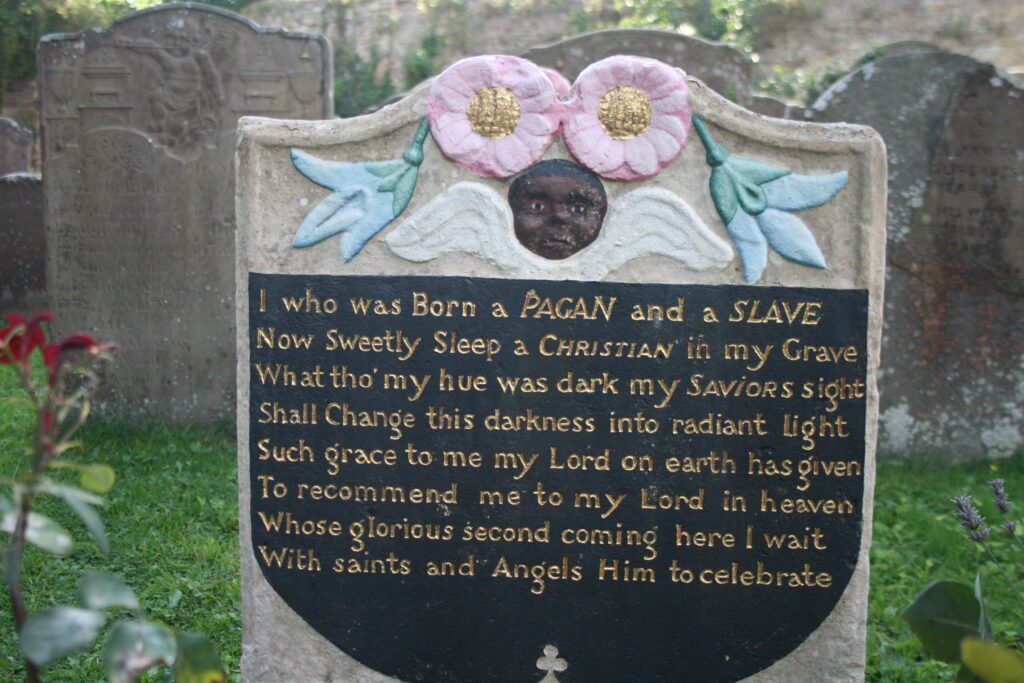 I who was Born a PAGAN and a SLAVE
Now Sweetly Sleep a CHRISTIAN in my Grave
What tho' my hue was dark my SAVIORS sight
Shall Change this darkness into radiant light
Such grace to me my Lord on earth has given
To recommend me to my Lord in heaven
Whose glorious second coming here I wait
With saints and Angels Him to celebrate